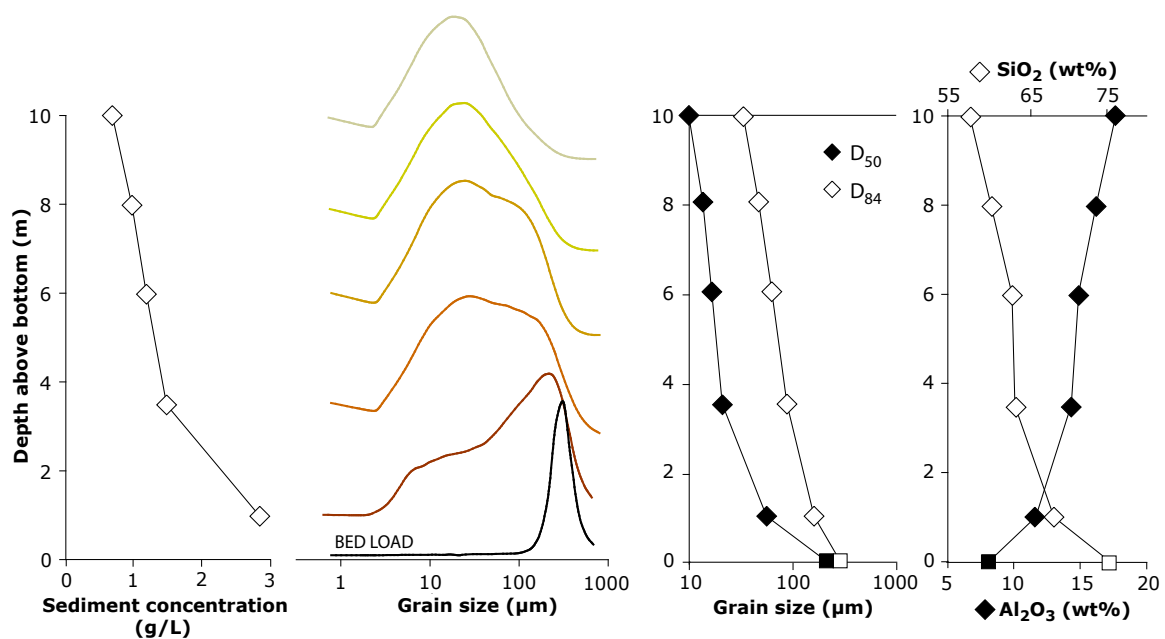 SiO2 (wt%)
55 65 75
Depth above bottom (m)
10
8
6
4
2
0
0 1 2 3
Sediment concentration
(g/L)
BED LOAD
1 10 100 1000
Grain size (µm)
10
8
6
4
2
0
D50
D84
10 100 1000
Grain size (µm)
10
8
6
4
2
0
5 10 15 20
Al2O3 (wt%)